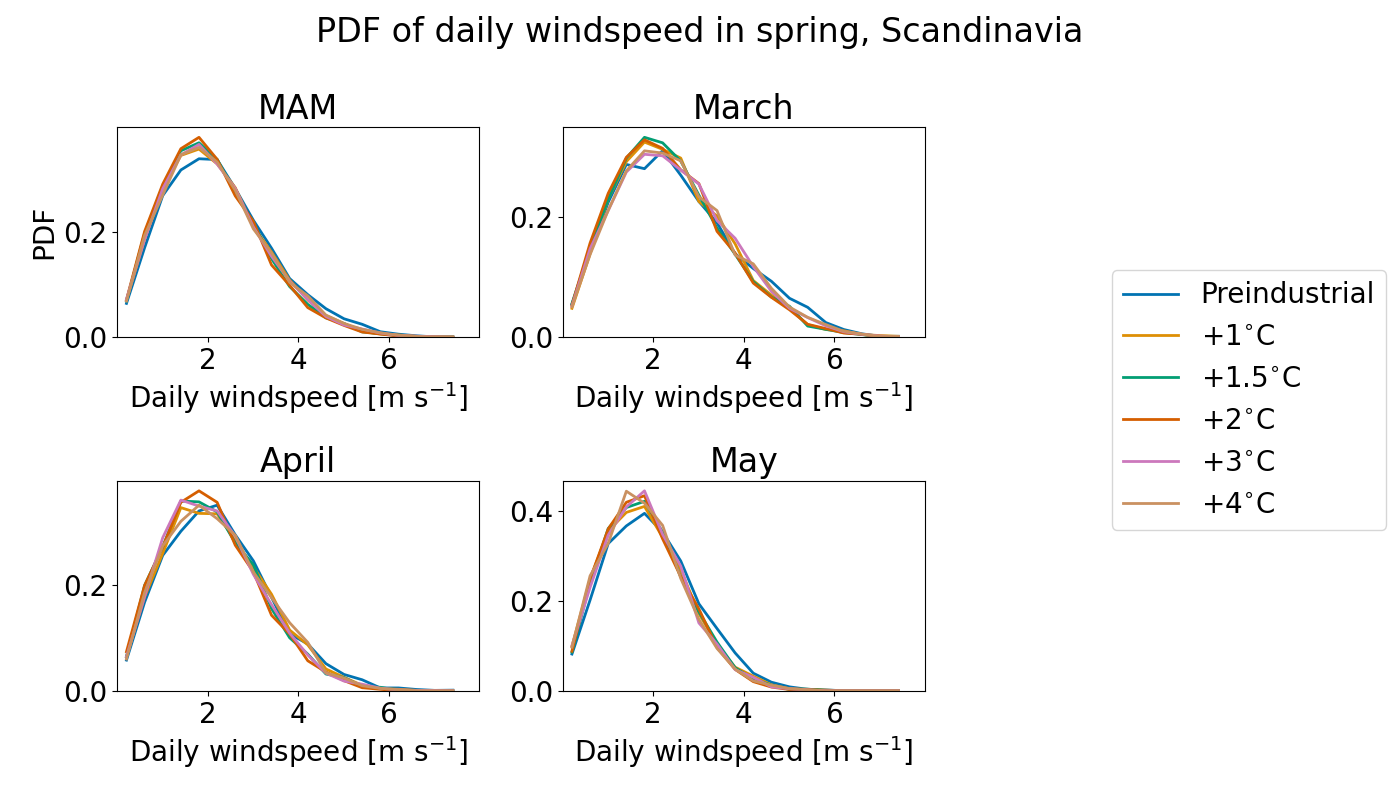 PDF of daily windspeed in spring, Scandinavia
MAM
PDF
0.2
0.0
2 4 6
Daily windspeed [m s⁻¹]
March
0.2
0.0
2 4 6
Daily windspeed [m s⁻¹]
April
0.2
0.0
2 4 6
Daily windspeed [m s⁻¹]
May
0.4
0.2
0.0
2 4 6
Daily windspeed [m s⁻¹]
Preindustrial
+1°C
+1.5°C
+2°C
+3°C
+4°C